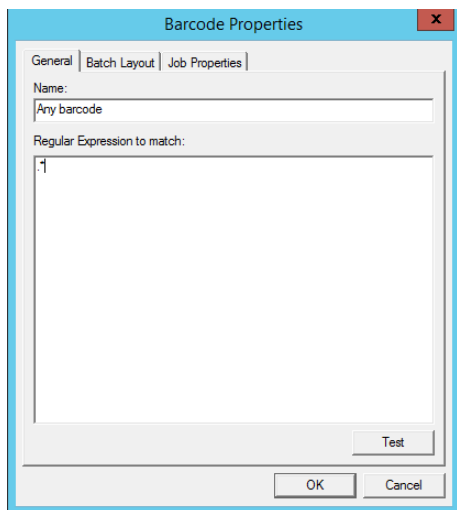 Barcode Properties
x
General Batch Layout Job Properties
Name:
Any barcode
Regular Expression to match:
.*
Test
OK Cancel